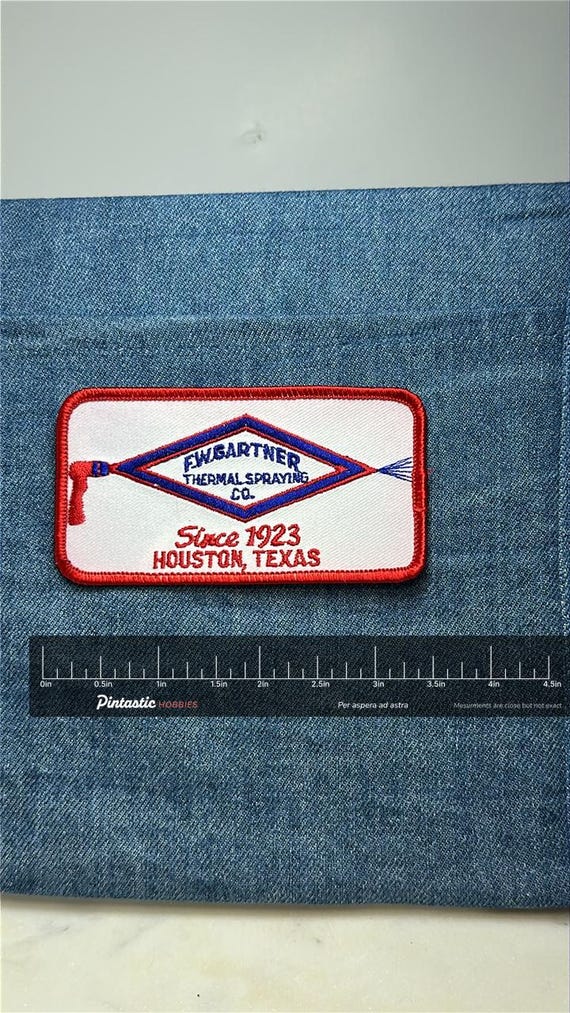 F.W.GARTNER
THERMAL SPRAYING
CO.
Since 1923
HOUSTON, TEXAS
0in 0.5in 1in 1.5in 2in 2.5in 3in 3.5in 4in 4.5in
Pintastic HOBBIES Per aspera ad astra Mesurments are close but not exact